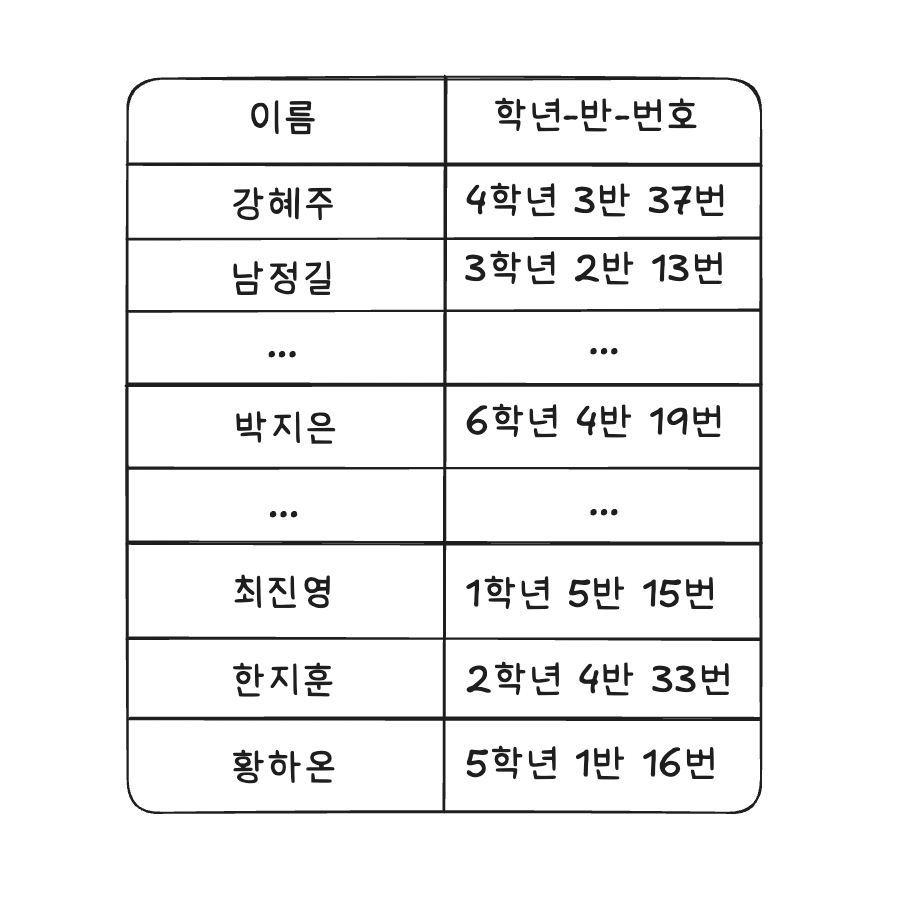 이름 학년-반-번호
강혜주 4학년 3반 37번
남정길 3학년 2반 13번
... ...
박지은 6학년 4반 19번
... ...
최진영 1학년 5반 15번
한지훈 2학년 4반 33번
황하온 5학년 1반 16번